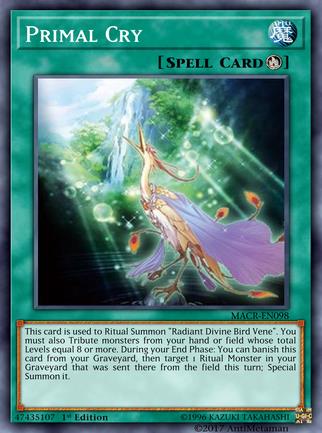 PRIMAL CRY
[SPELL CARD]
MACR-EN098
This card is used to Ritual Summon "Radiant Divine Bird Vene". You
must also Tribute monsters from your hand or field whose total
Levels equal 8 or more. During your End Phase: You can banish this
card from your Graveyard, then target 1 Ritual Monster in your
Graveyard that was sent there from the field this turn; Special
Summon it.
47435107 1st Edition ©1996 KAZUKI TAKAHASHI
©2017 AntiMetaman